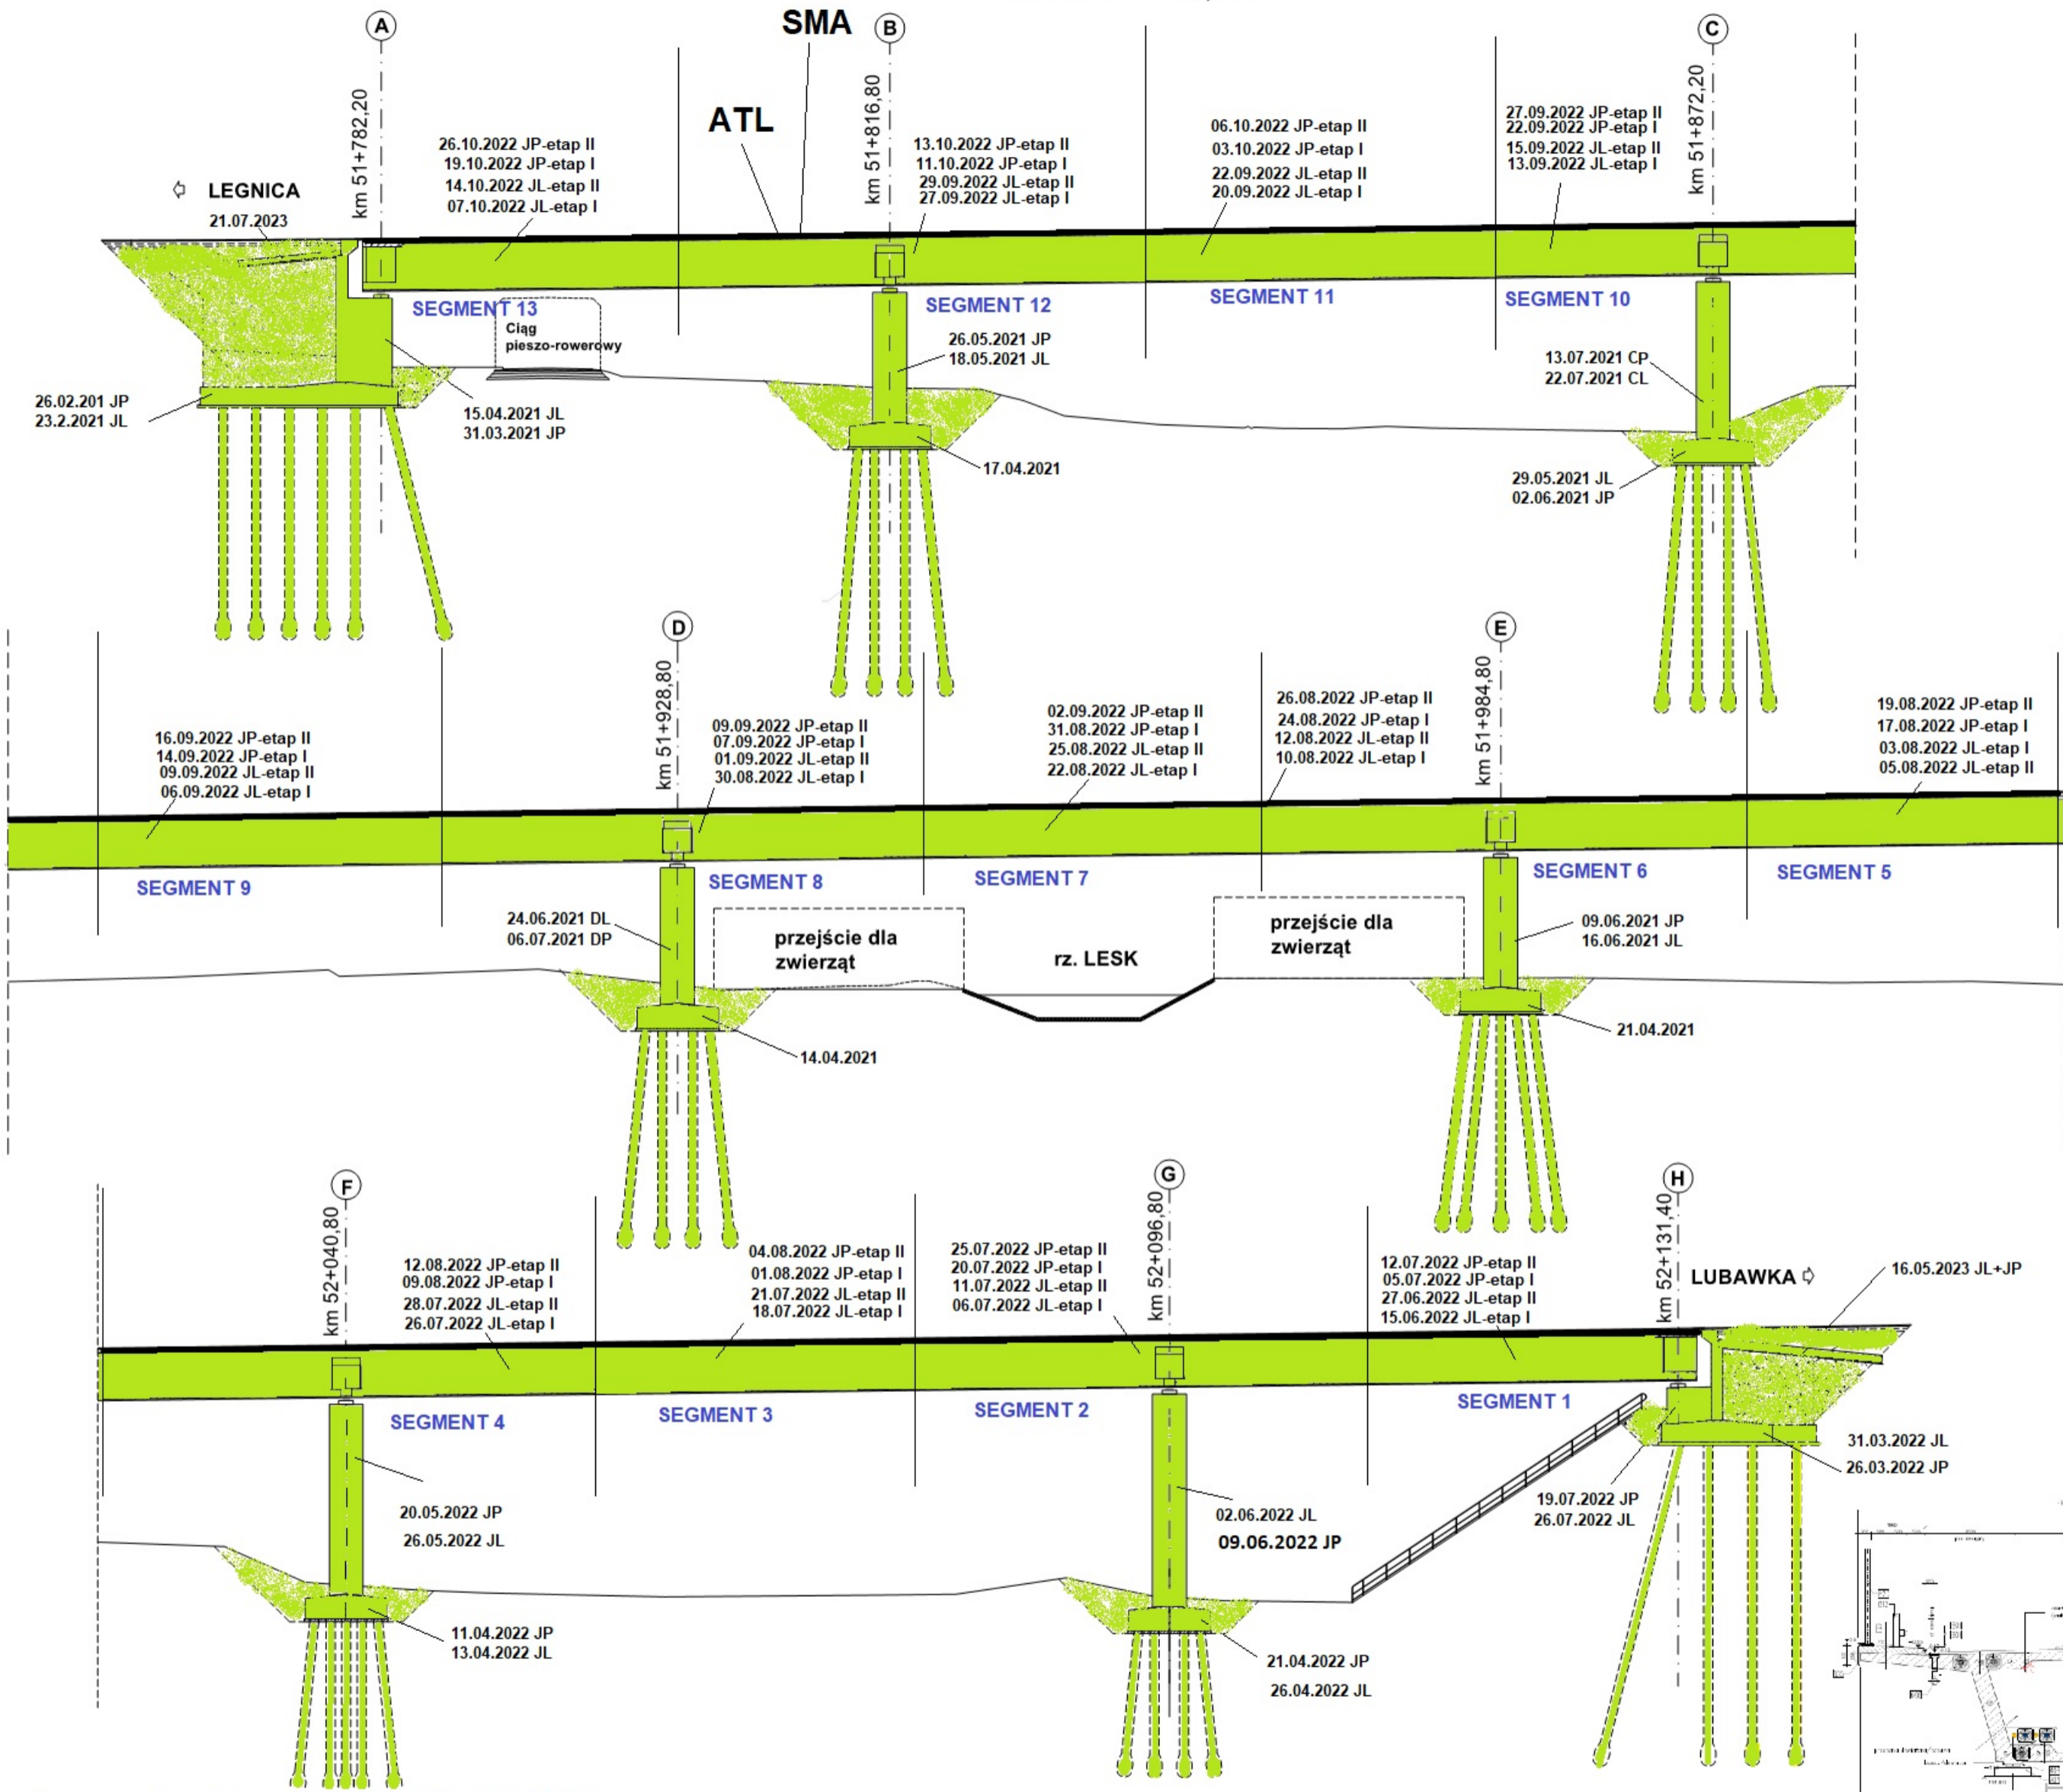 A
SMA
B
C
km 51+782,20
km 51+816,80
km 51+872,20
ATL
26.10.2022 JP-etap II
19.10.2022 JP-etap I
14.10.2022 JL-etap II
07.10.2022 JL-etap I
13.10.2022 JP-etap II
11.10.2022 JP-etap I
29.09.2022 JL-etap II
27.09.2022 JL-etap I
06.10.2022 JP-etap II
03.10.2022 JP-etap I
22.09.2022 JL-etap II
20.09.2022 JL-etap I
27.09.2022 JP-etap II
22.09.2022 JP-etap I
15.09.2022 JL-etap II
13.09.2022 JL-etap I
LEGNICA
21.07.2023
SEGMENT 13
SEGMENT 12
SEGMENT 11
SEGMENT 10
Ciąg
pieszo-rowerowy
26.05.2021 JP
18.05.2021 JL
13.07.2021 CP
22.07.2021 CL
26.02.201 JP
23.2.2021 JL
15.04.2021 JL
31.03.2021 JP
17.04.2021
29.05.2021 JL
02.06.2021 JP
D
E
km 51+928,80
km 51+984,80
16.09.2022 JP-etap II
14.09.2022 JP-etap I
09.09.2022 JL-etap II
06.09.2022 JL-etap I
09.09.2022 JP-etap II
07.09.2022 JP-etap I
01.09.2022 JL-etap II
30.08.2022 JL-etap I
02.09.2022 JP-etap II
31.08.2022 JP-etap I
25.08.2022 JL-etap II
22.08.2022 JL-etap I
26.08.2022 JP-etap II
24.08.2022 JP-etap I
12.08.2022 JL-etap II
10.08.2022 JL-etap I
19.08.2022 JP-etap II
17.08.2022 JP-etap I
03.08.2022 JL-etap I
05.08.2022 JL-etap II
SEGMENT 9
SEGMENT 8
SEGMENT 7
SEGMENT 6
SEGMENT 5
24.06.2021 DL
06.07.2021 DP
przejście dla
zwierząt
rz. LESK
przejście dla
zwierząt
09.06.2021 JP
16.06.2021 JL
14.04.2021
21.04.2021
F
G
H
km 52+040,80
km 52+096,80
km 52+131,40
12.08.2022 JP-etap II
09.08.2022 JP-etap I
28.07.2022 JL-etap II
26.07.2022 JL-etap I
04.08.2022 JP-etap II
01.08.2022 JP-etap I
21.07.2022 JL-etap II
18.07.2022 JL-etap I
25.07.2022 JP-etap II
20.07.2022 JP-etap I
11.07.2022 JL-etap II
06.07.2022 JL-etap I
12.07.2022 JP-etap II
05.07.2022 JP-etap I
27.06.2022 JL-etap II
15.06.2022 JL-etap I
LUBAWKA
16.05.2023 JL+JP
SEGMENT 4
SEGMENT 3
SEGMENT 2
SEGMENT 1
20.05.2022 JP
26.05.2022 JL
02.06.2022 JL
09.06.2022 JP
19.07.2022 JP
26.07.2022 JL
31.03.2022 JL
26.03.2022 JP
11.04.2022 JP
13.04.2022 JL
21.04.2022 JP
26.04.2022 JL